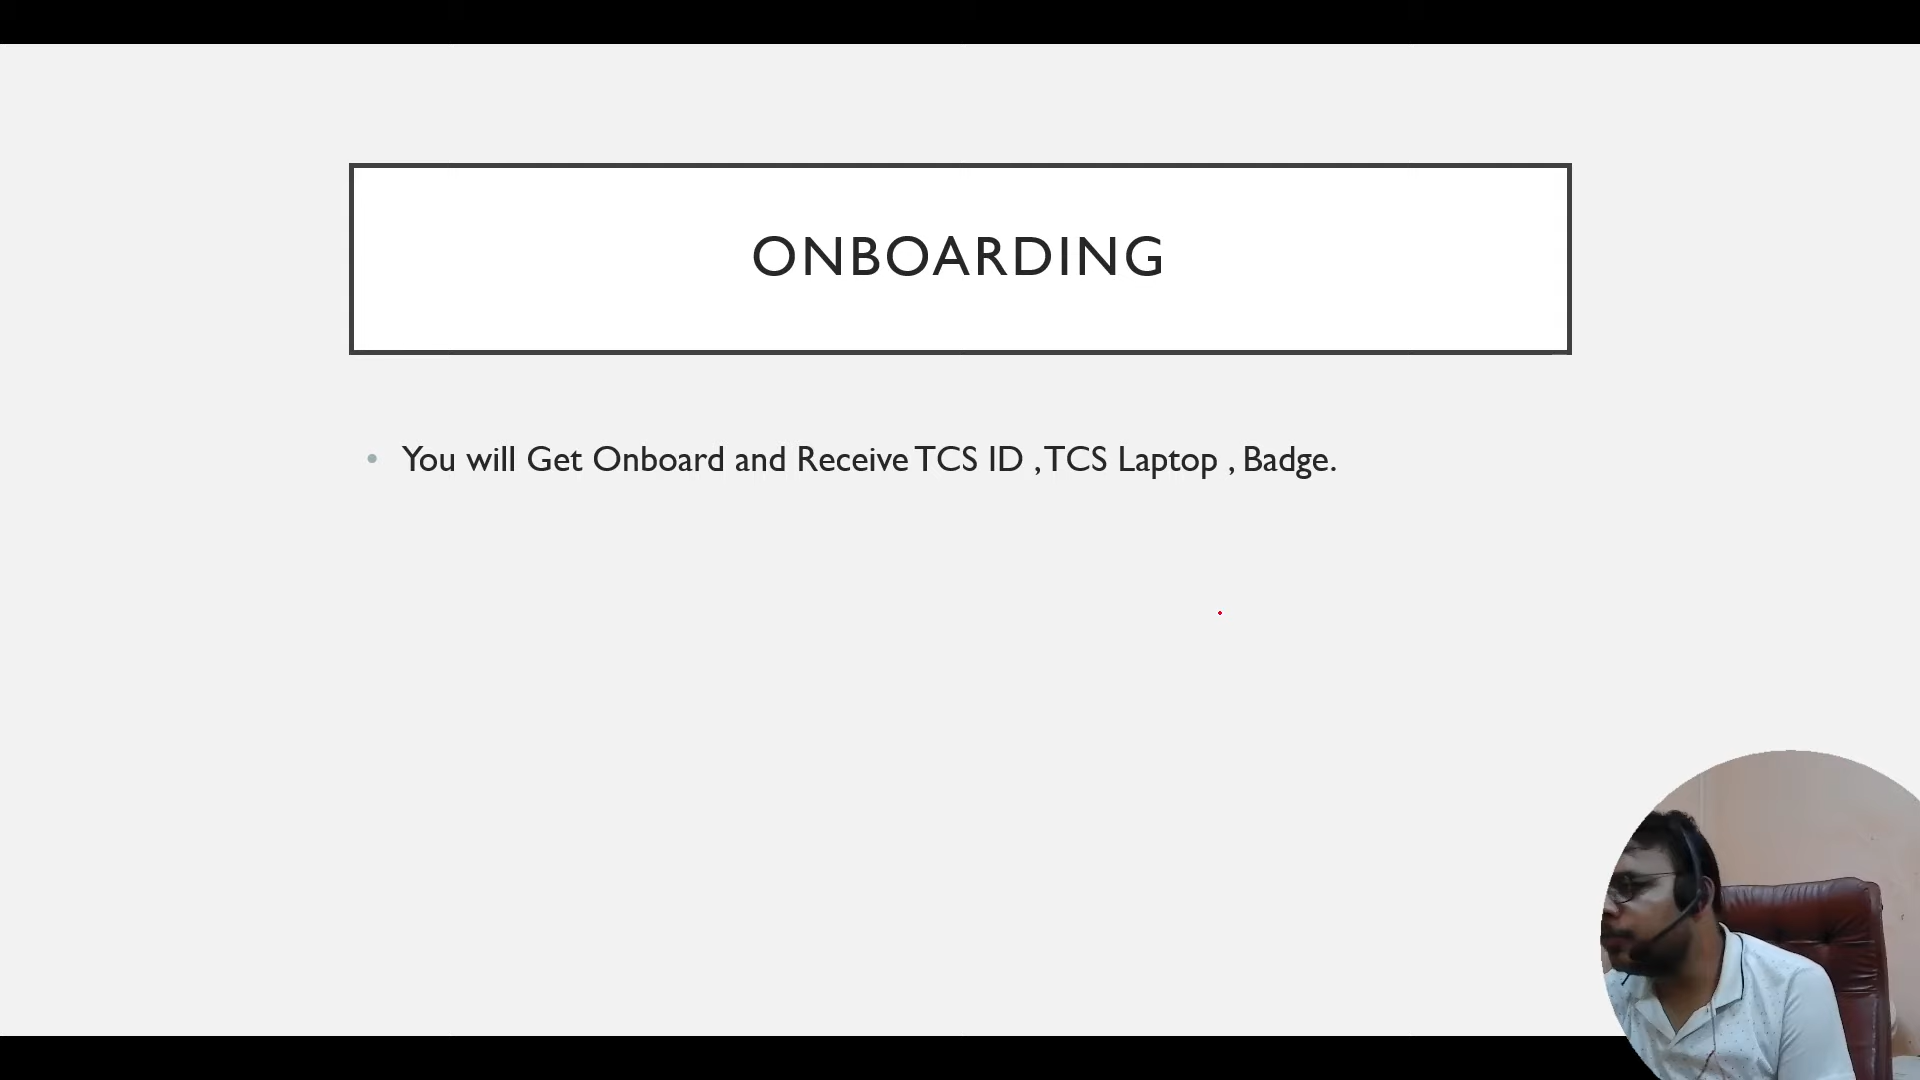 ONBOARDING
• You will Get Onboard and Receive TCS ID , TCS Laptop , Badge.